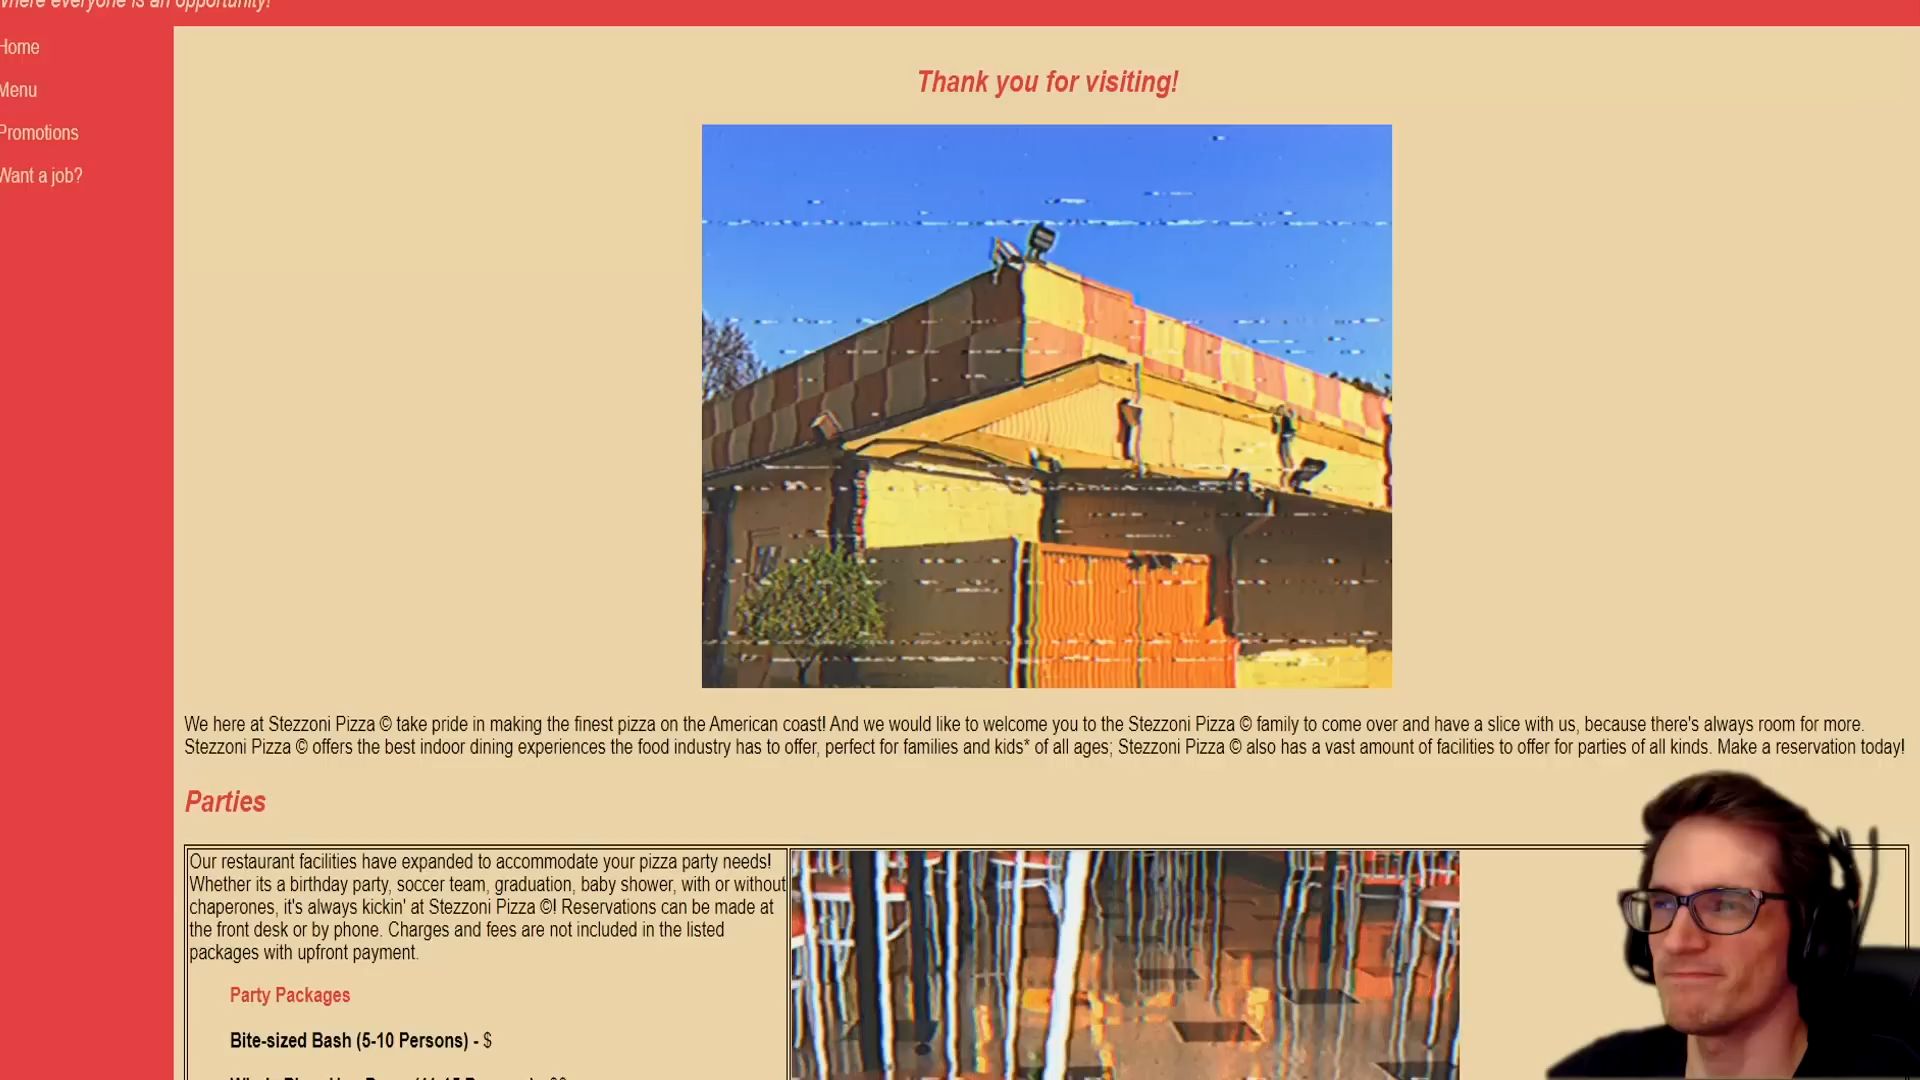 Where everyone is an opportunity!
Home
Menu
Promotions
Want a job?
Thank you for visiting!
We here at Stezzoni Pizza © take pride in making the finest pizza on the American coast! And we would like to welcome you to the Stezzoni Pizza © family to come over and have a slice with us, because there's always room for more.
Stezzoni Pizza © offers the best indoor dining experiences the food industry has to offer, perfect for families and kids* of all ages; Stezzoni Pizza © also has a vast amount of facilities to offer for parties of all kinds. Make a reservation today!
Parties
Our restaurant facilities have expanded to accommodate your pizza party needs!
Whether its a birthday party, soccer team, graduation, baby shower, with or without
chaperones, it's always kickin' at Stezzoni Pizza ©! Reservations can be made at
the front desk or by phone. Charges and fees are not included in the listed
packages with upfront payment.
Party Packages
Bite-sized Bash (5-10 Persons) - $